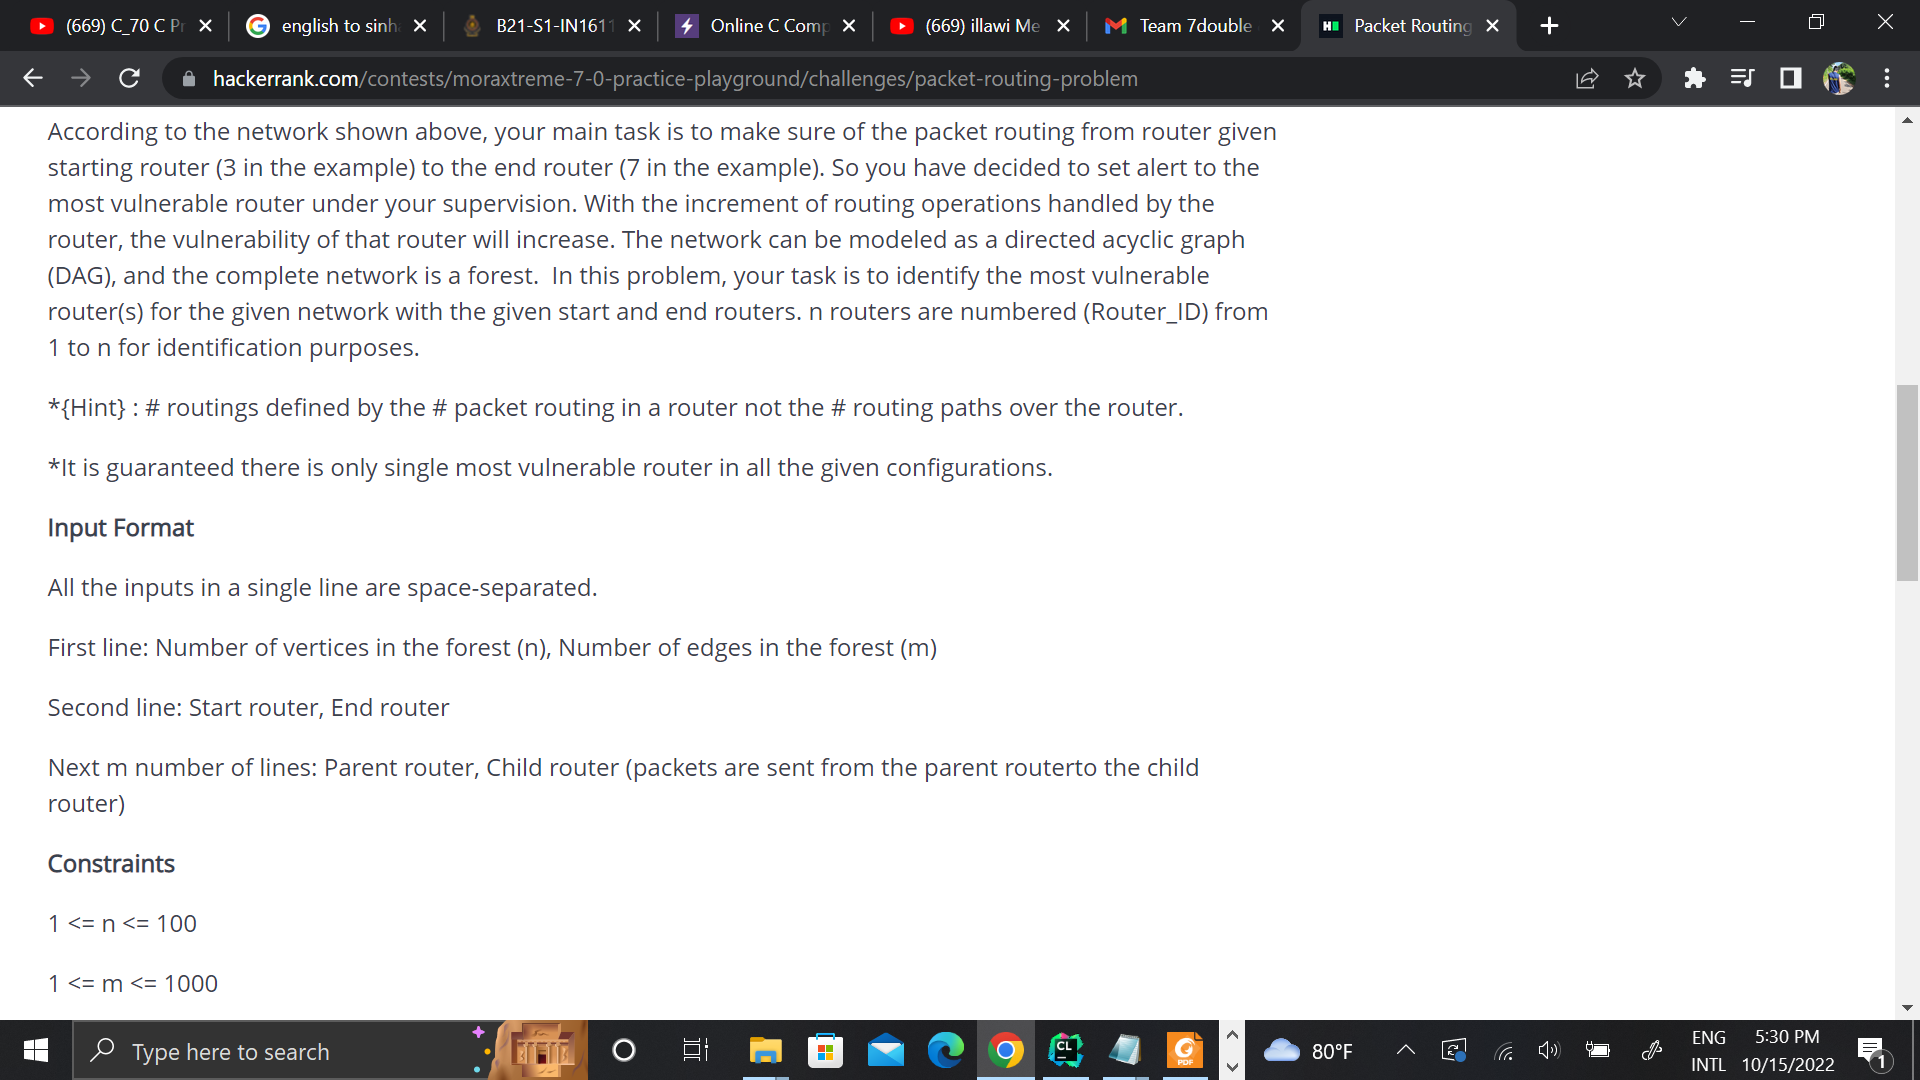 (669) C_70 C Pr
english to sinh
B21-S1-IN1611
Online C Comp
(669) illawi Me
Team 7double
Packet Routing
hackerrank.com/contests/moraxtreme-7-0-practice-playground/challenges/packet-routing-problem
According to the network shown above, your main task is to make sure of the packet routing from router given
starting router (3 in the example) to the end router (7 in the example). So you have decided to set alert to the
most vulnerable router under your supervision. With the increment of routing operations handled by the
router, the vulnerability of that router will increase. The network can be modeled as a directed acyclic graph
(DAG), and the complete network is a forest.  In this problem, your task is to identify the most vulnerable
router(s) for the given network with the given start and end routers. n routers are numbered (Router_ID) from
1 to n for identification purposes.
*{Hint} : # routings defined by the # packet routing in a router not the # routing paths over the router.
*It is guaranteed there is only single most vulnerable router in all the given configurations.
Input Format
All the inputs in a single line are space-separated.
First line: Number of vertices in the forest (n), Number of edges in the forest (m)
Second line: Start router, End router
Next m number of lines: Parent router, Child router (packets are sent from the parent routerto the child
router)
Constraints
1 <= n <= 100
1 <= m <= 1000
Type here to search
CL
PDF
80°F
ENG
INTL
5:30 PM
10/15/2022
1